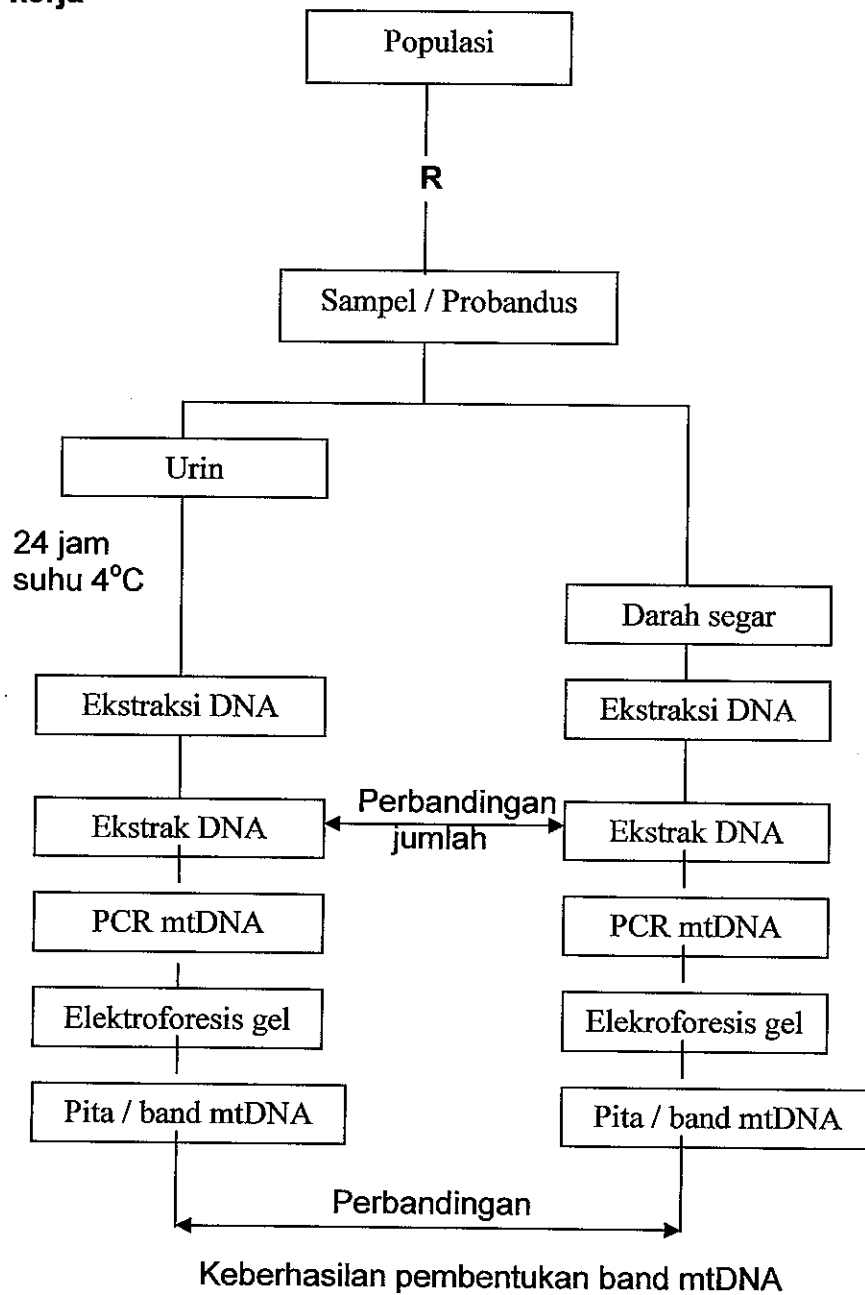 Populasi
R
Sampel / Probandus
Urin
24 jam
suhu 4°C
Darah segar
Ekstraksi DNA
Ekstraksi DNA
Ekstrak DNA
Perbandingan
jumlah
Ekstrak DNA
PCR mtDNA
PCR mtDNA
Elektroforesis gel
Elekroforesis gel
Pita / band mtDNA
Pita / band mtDNA
Perbandingan
Keberhasilan pembentukan band mtDNA